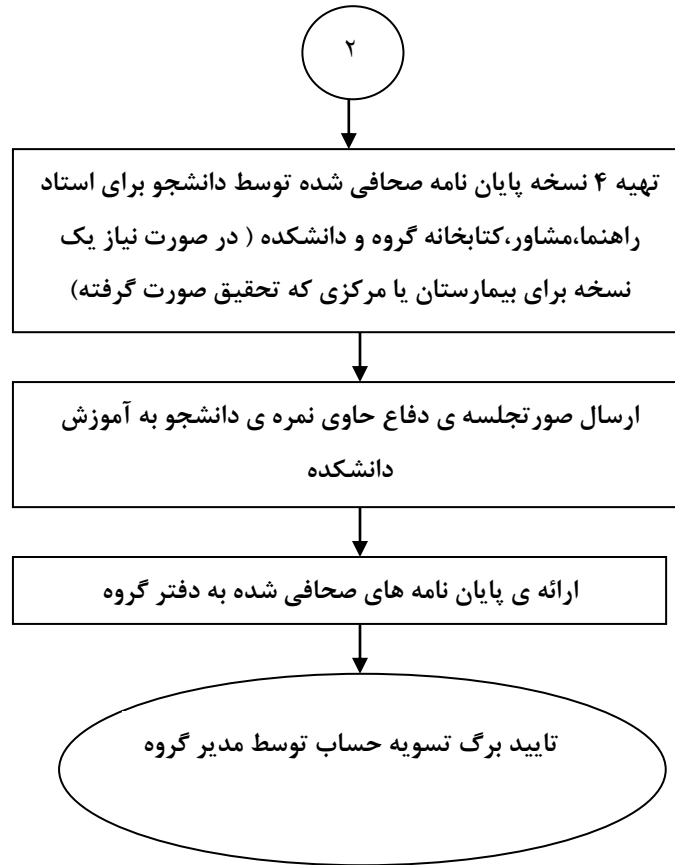 ۲
تهیه ۴ نسخه پایان نامه صحافی شده توسط دانشجو برای استاد
راهنما،مشاور،کتابخانه گروه و دانشکده ( در صورت نیاز یک
نسخه برای بیمارستان یا مرکزی که تحقیق صورت گرفته)
ارسال صورتجلسه ی دفاع حاوی نمره ی دانشجو به آموزش
دانشکده
ارائه ی پایان نامه های صحافی شده به دفتر گروه
تایید برگ تسویه حساب توسط مدیر گروه